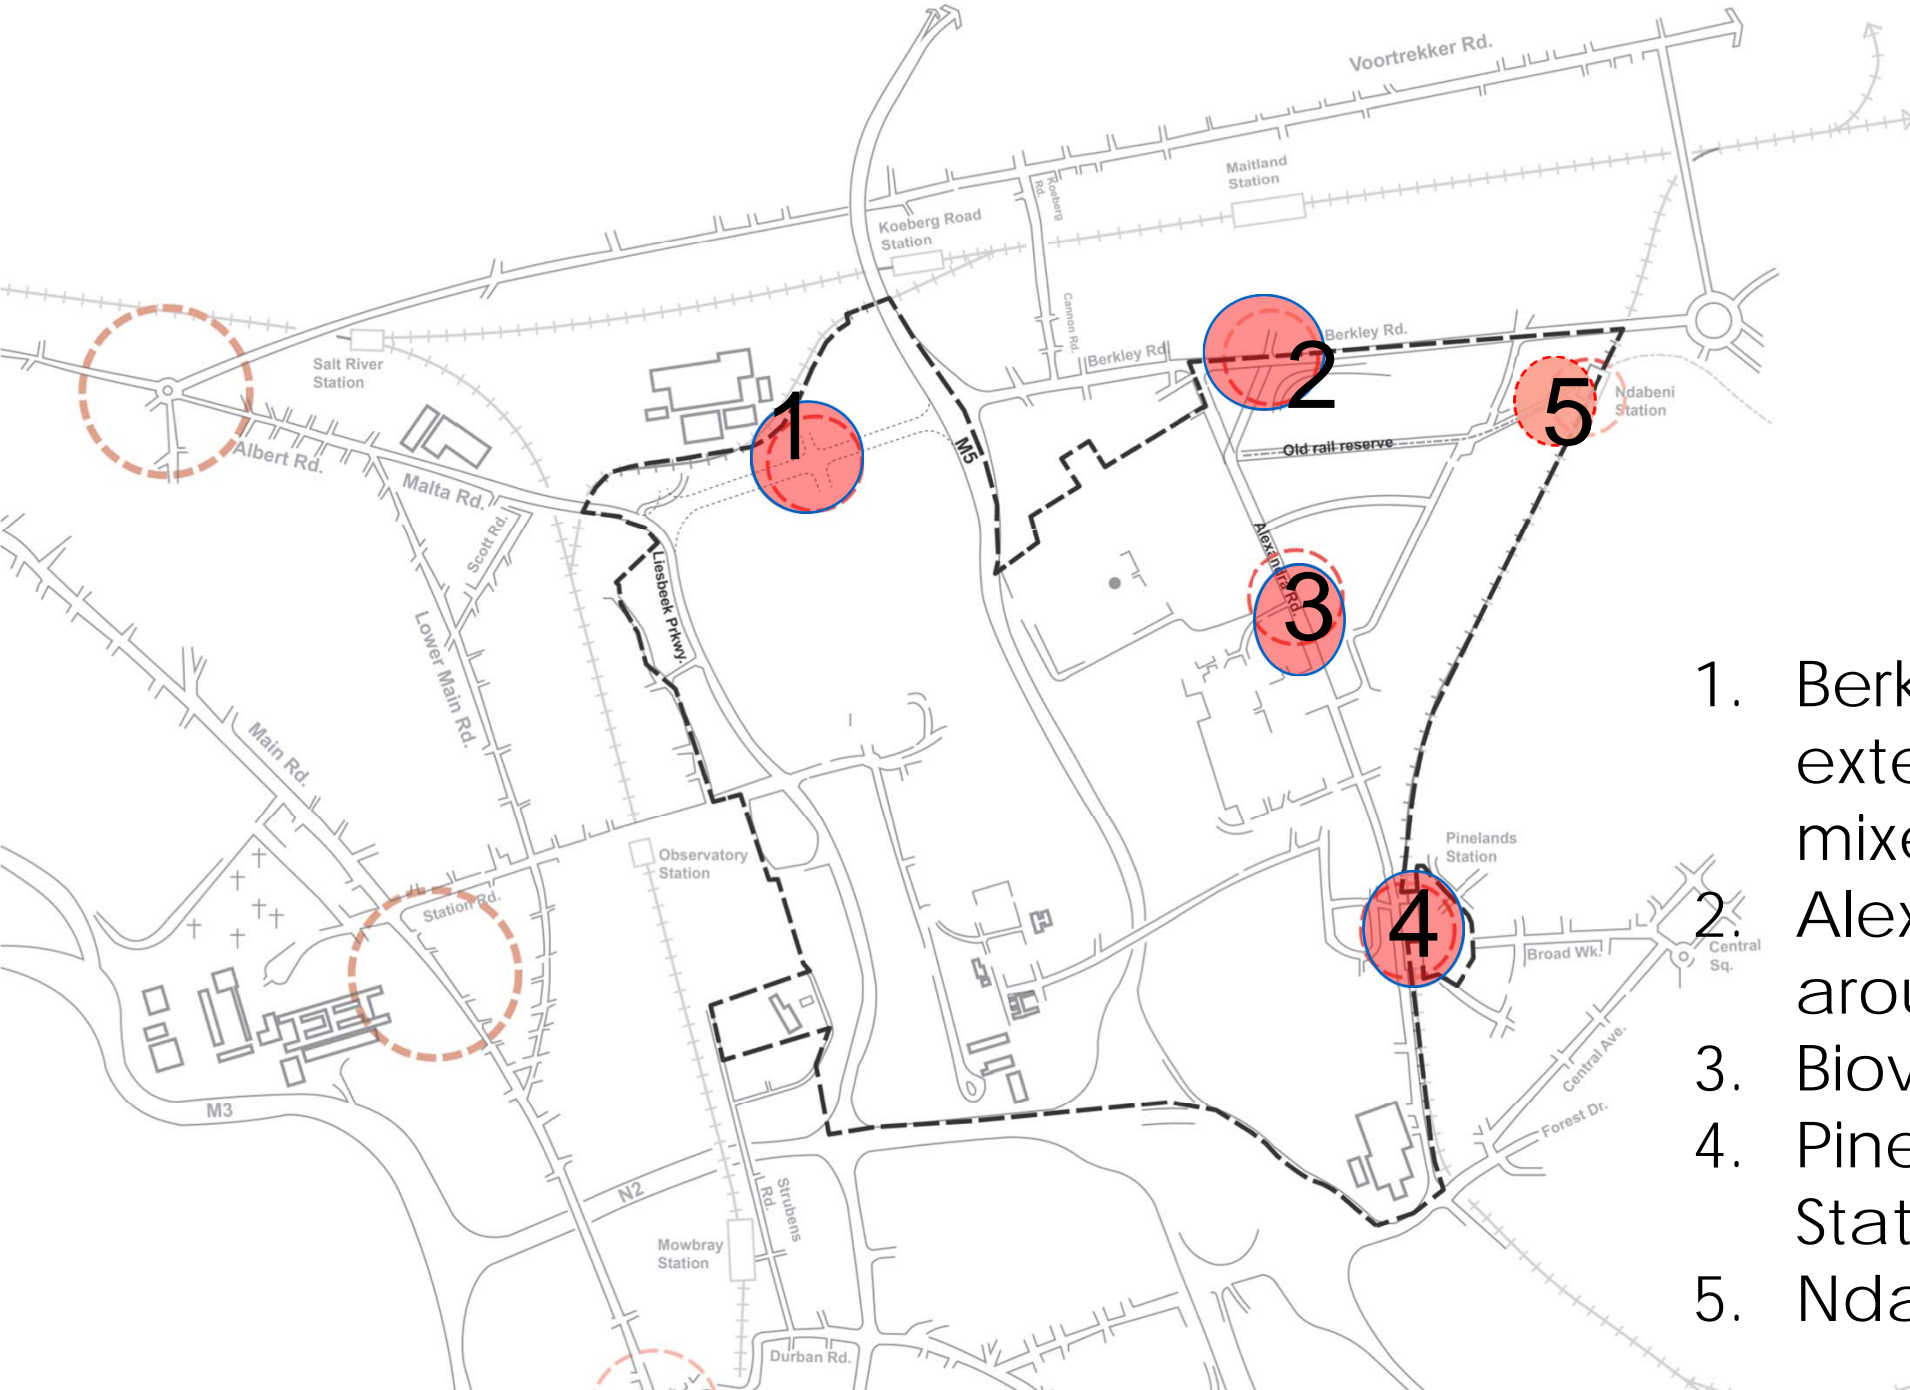 Voortrekker Rd.
Maitland
Station
Koeberg
Rd.
Koeberg Road
Station
Cannon Rd.
Salt River
Station
Berkley Rd.
Berkley Rd.
2
5
Ndabeni
Station
1
M5
Old rail reserve
Albert Rd.
Malta Rd.
Scott Rd.
Liesbeek Prkwy.
Alexandra Rd.
3
Lower Main Rd.
Main Rd.
Observatory
Station
Station Rd.
Pinelands
Station
4
Broad Wk.
Central
Sq.
Central Ave.
Forest Dr.
M3
N2
Strubens
Rd.
Mowbray
Station
Durban Rd.
1. Berk
exte
mixe
2. Alex
arou
3. Biov
4. Pine
Stat
5. Nda